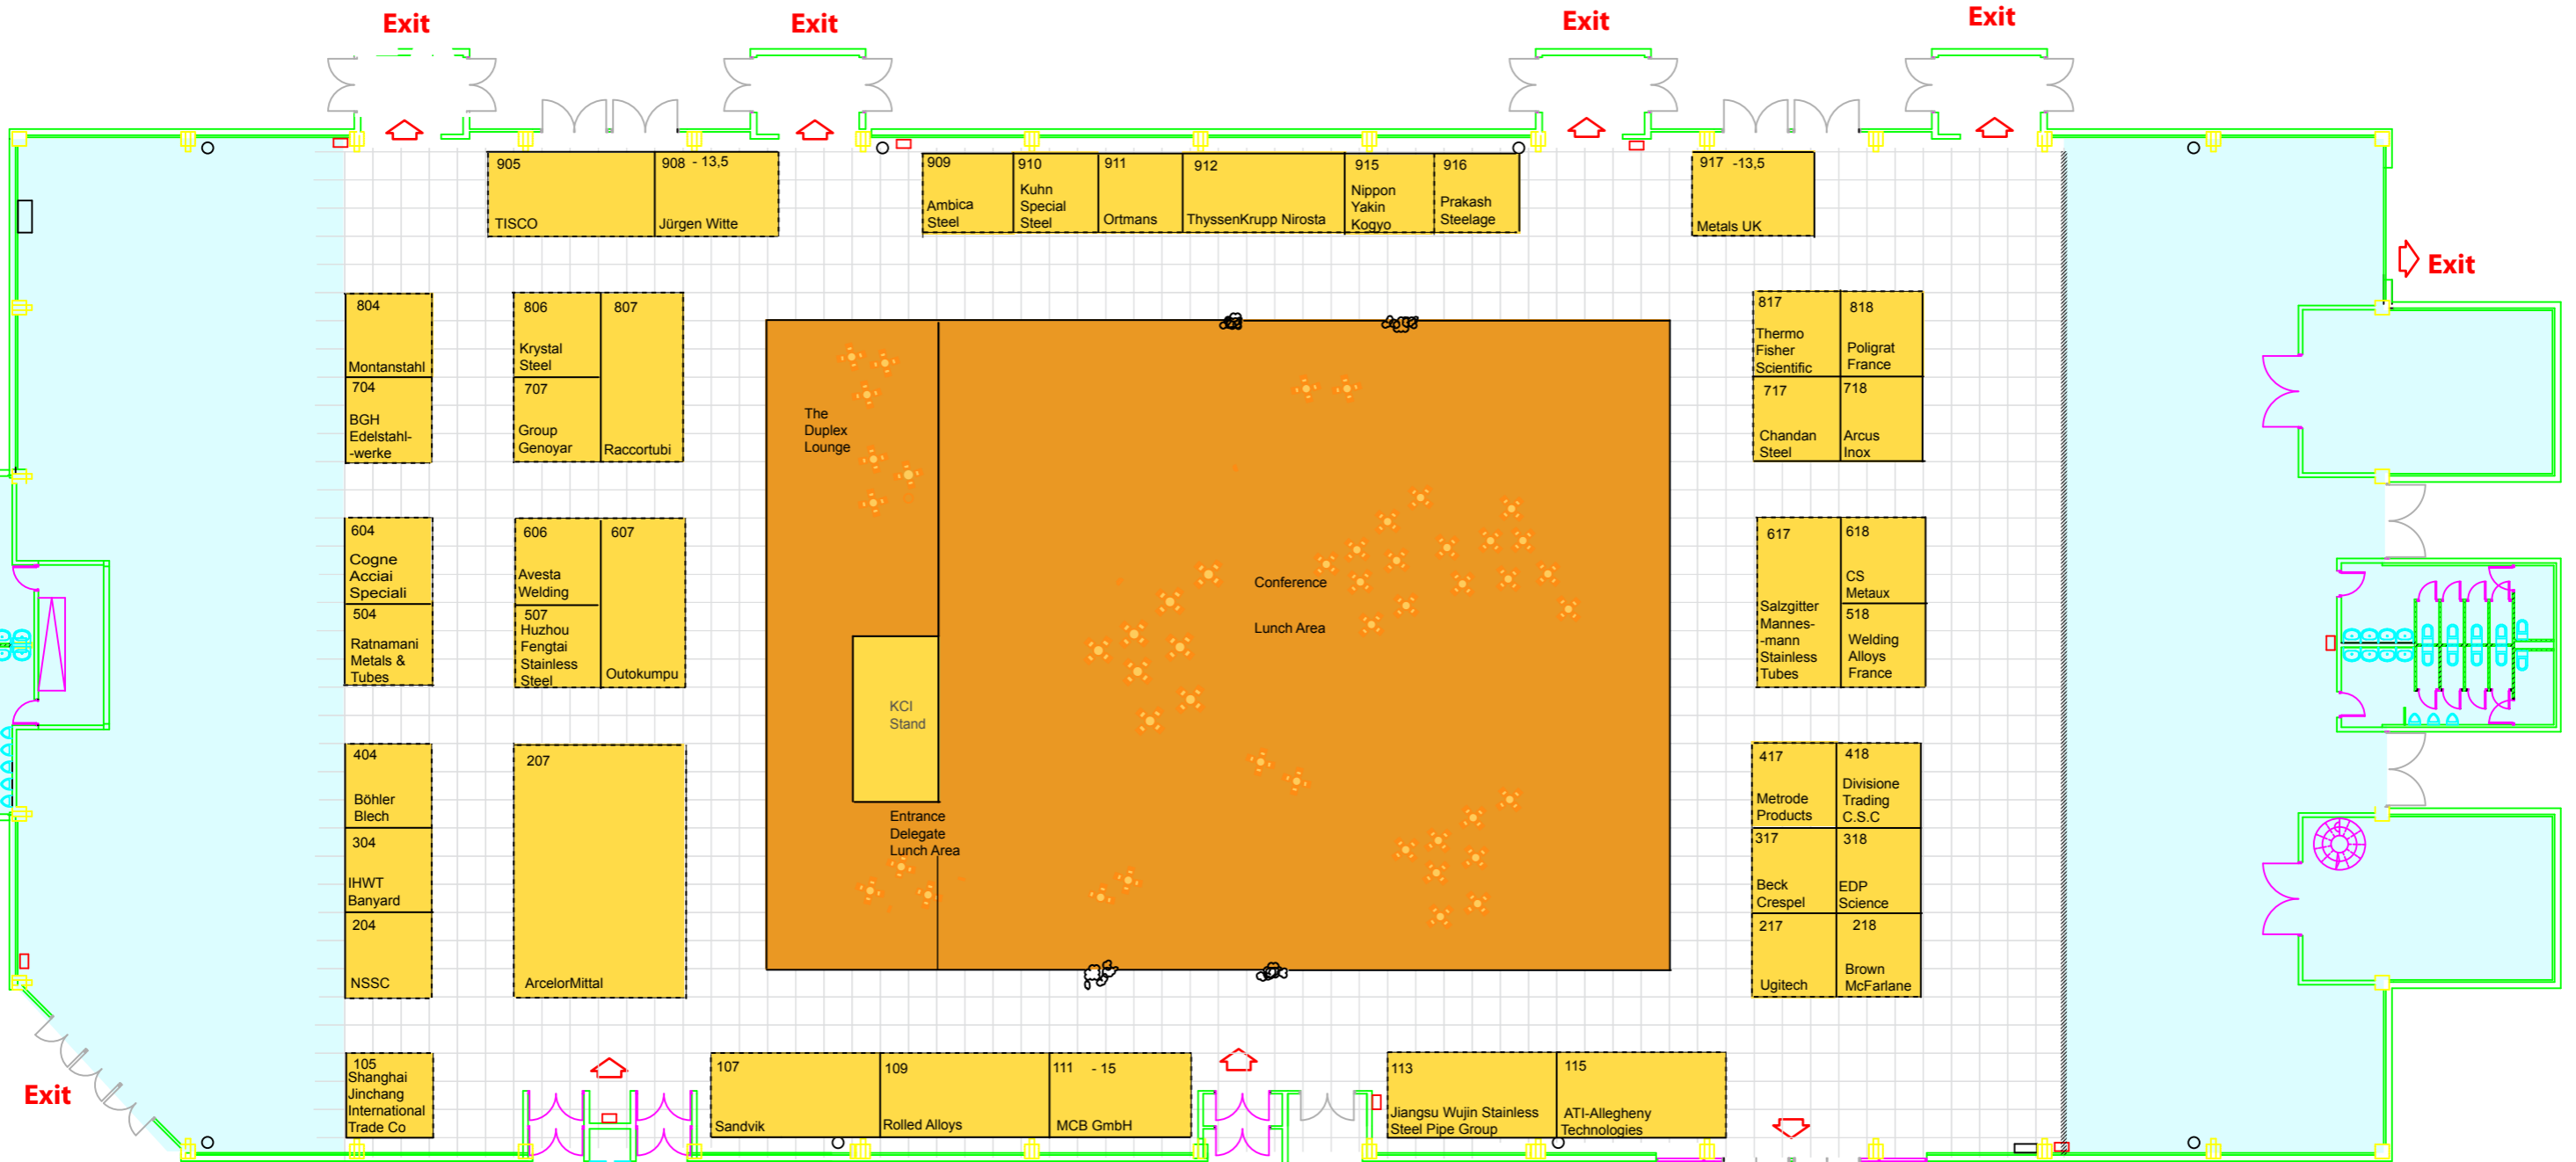 Exit
Exit
Exit
Exit
905
TISCO
908 - 13,5
Jürgen Witte
909
Ambica
Steel
910
Kuhn
Special
Steel
911
Ortmans
912
ThyssenKrupp Nirosta
915
Nippon
Yakin
Kogyo
916
Prakash
Steelage
917 -13,5
Metals UK
Exit
804
Montanstahl
704
BGH
Edelstahl-
-werke
806
Krystal
Steel
707
Group
Genoyar
807
Raccortubi
The
Duplex
Lounge
817
Thermo
Fisher
Scientific
818
Poligrat
France
717
Chandan
Steel
718
Arcus
Inox
604
Cogne
Acciai
Speciali
504
Ratnamani
Metals &
Tubes
606
Avesta
Welding
507
Huzhou
Fengtai
Stainless
Steel
607
Outokumpu
Conference
Lunch Area
617
Salzgitter
Mannes-
-mann
Stainless
Tubes
618
CS
Metaux
518
Welding
Alloys
France
KCI
Stand
404
Böhler
Blech
304
IHWT
Banyard
204
NSSC
207
ArcelorMittal
Entrance
Delegate
Lunch Area
417
Metrode
Products
418
Divisione
Trading
C.S.C
317
Beck
Crespel
318
EDP
Science
217
Ugitech
218
Brown
McFarlane
Exit
105
Shanghai
Jinchang
International
Trade Co
107
Sandvik
109
Rolled Alloys
111 - 15
MCB GmbH
113
Jiangsu Wujin Stainless
Steel Pipe Group
115
ATI-Allegheny
Technologies